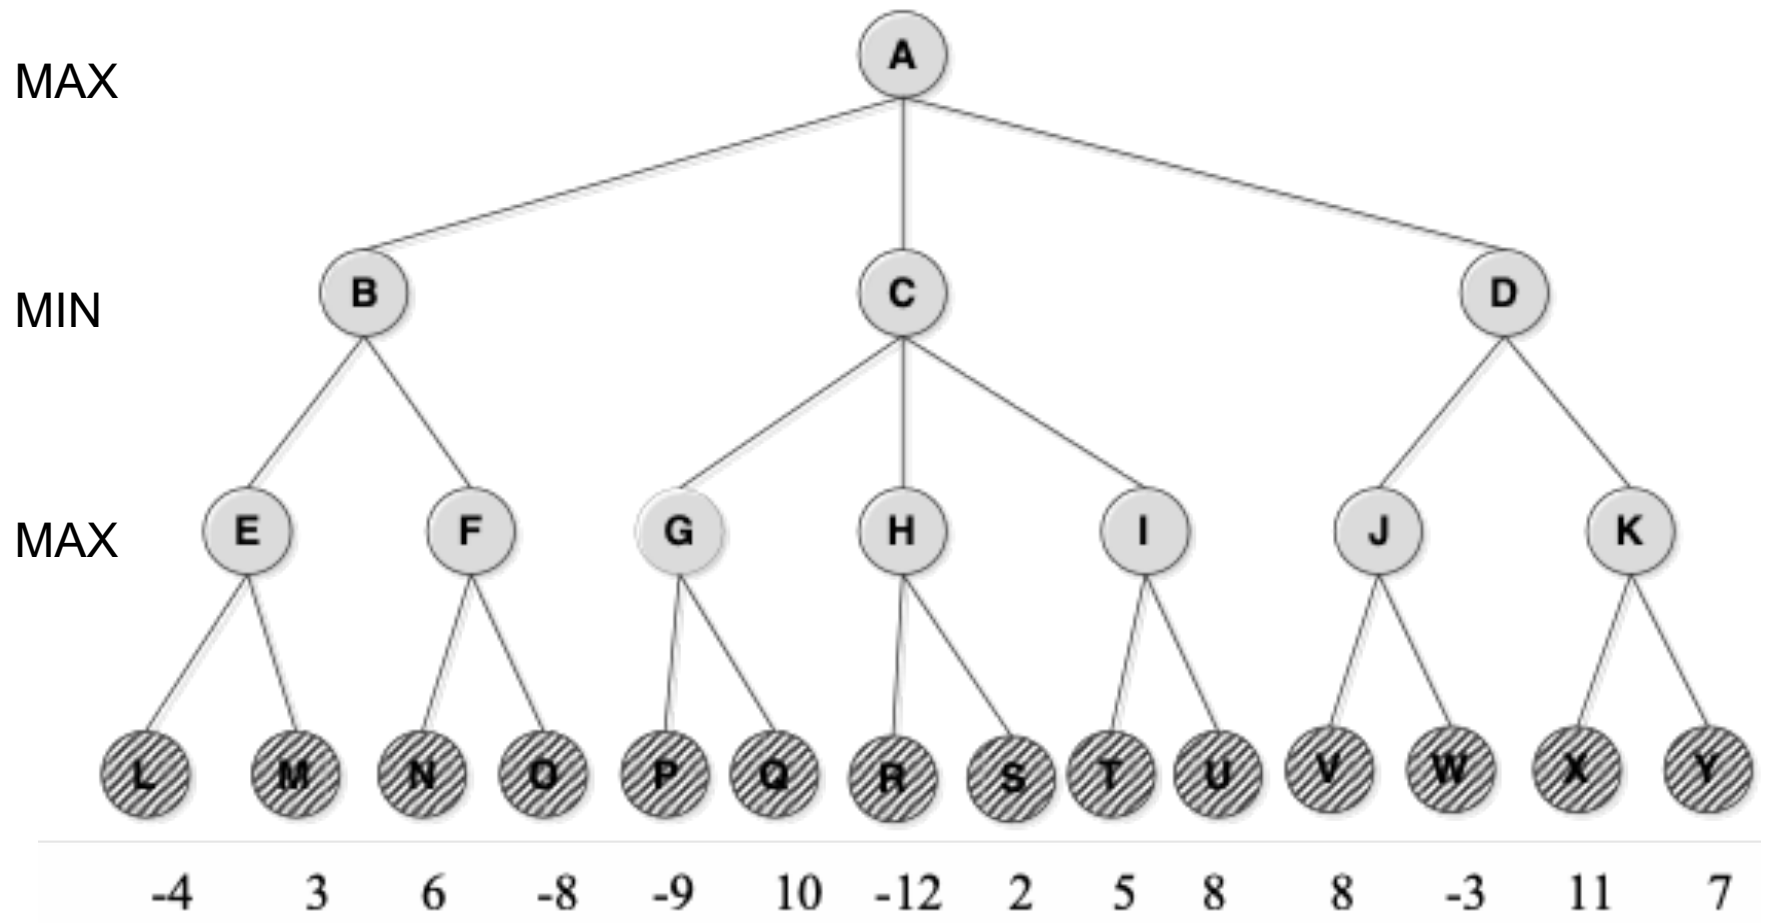 A
MAX
B C D
MIN
E F G H I J K
MAX
L M N O P Q R S T U V W X Y
-4 3 6 -8 -9 10 -12 2 5 8 8 -3 11 7